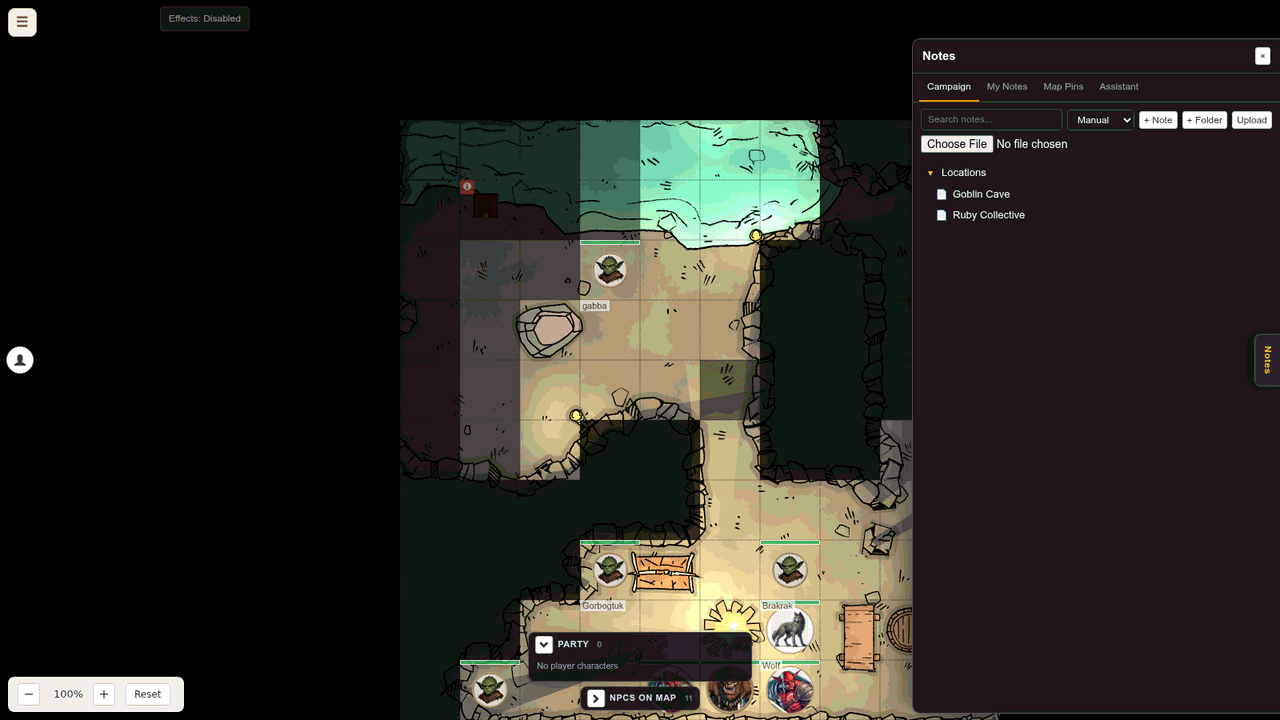 Effects: Disabled
Notes
×
Campaign My Notes Map Pins Assistant
Search notes... Manual + Note + Folder Upload
Choose File No file chosen
Locations
Goblin Cave
Ruby Collective
Notes
gabba
Gorbogtuk
Brakrak
Wolf
PARTY 0
No player characters
NPCS ON MAP 11
− 100% + Reset